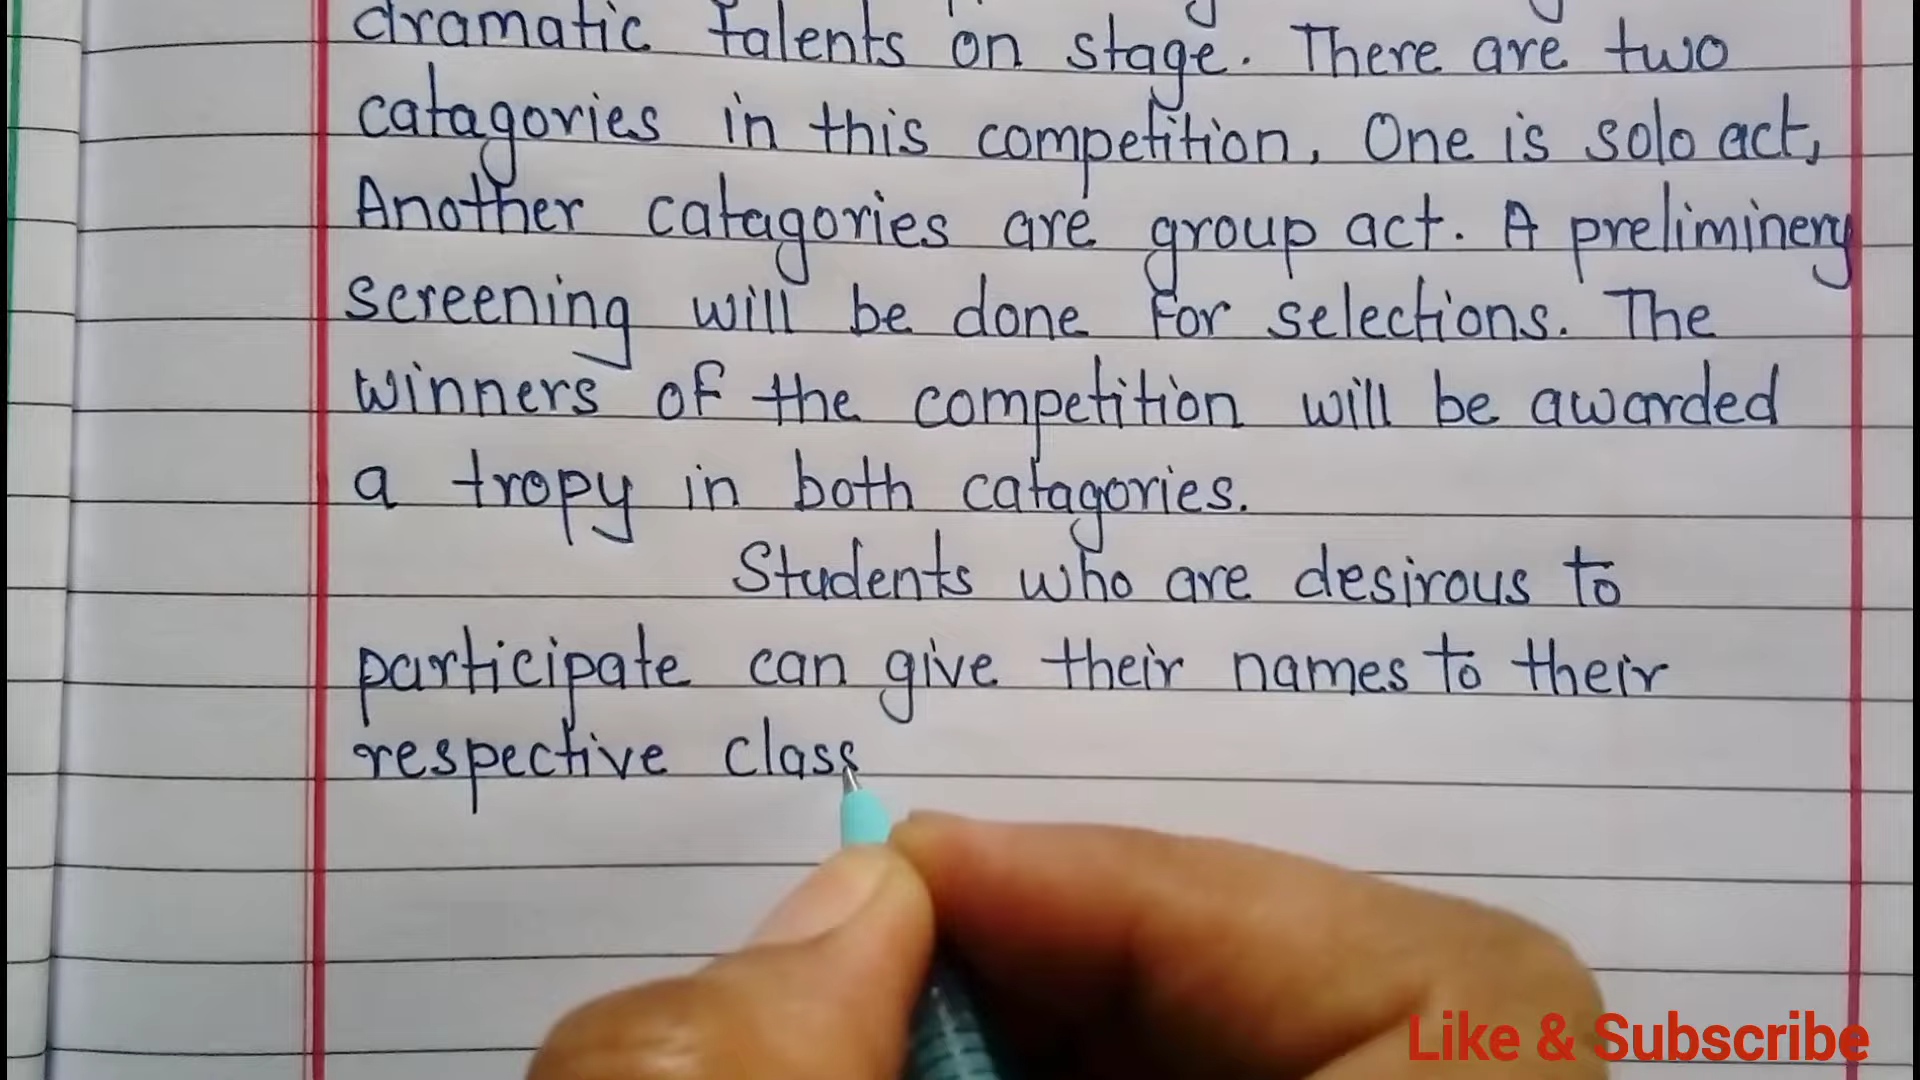 dramatic talents on stage. There are two
catagories in this competition. One is solo act,
Another catagories are group act. A preliminery
screening will be done for selections. The
winners of the competition will be awarded
a tropy in both catagories.
Students who are desirous to
participate can give their names to their
respective class
Like & Subscribe